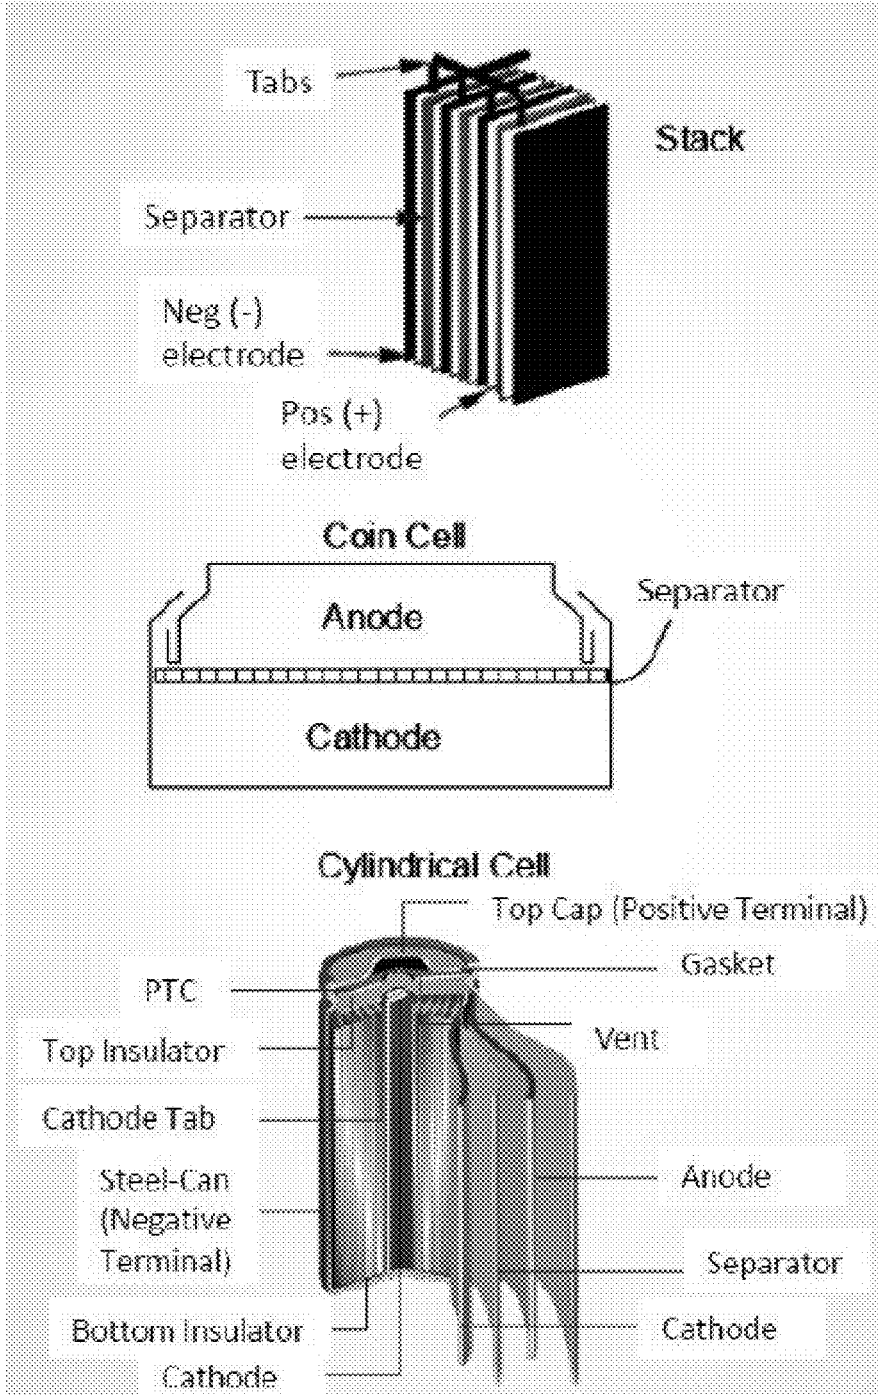 Tabs
Stack
Separator
Neg (-)
electrode
Pos (+)
electrode
Coin Cell
Separator
Anode
Cathode
Cylindrical Cell
Top Cap (Positive Terminal)
Gasket
PTC
Vent
Top Insulator
Cathode Tab
Steel-Can
(Negative
Terminal)
Anode
Separator
Bottom Insulator
Cathode
Cathode